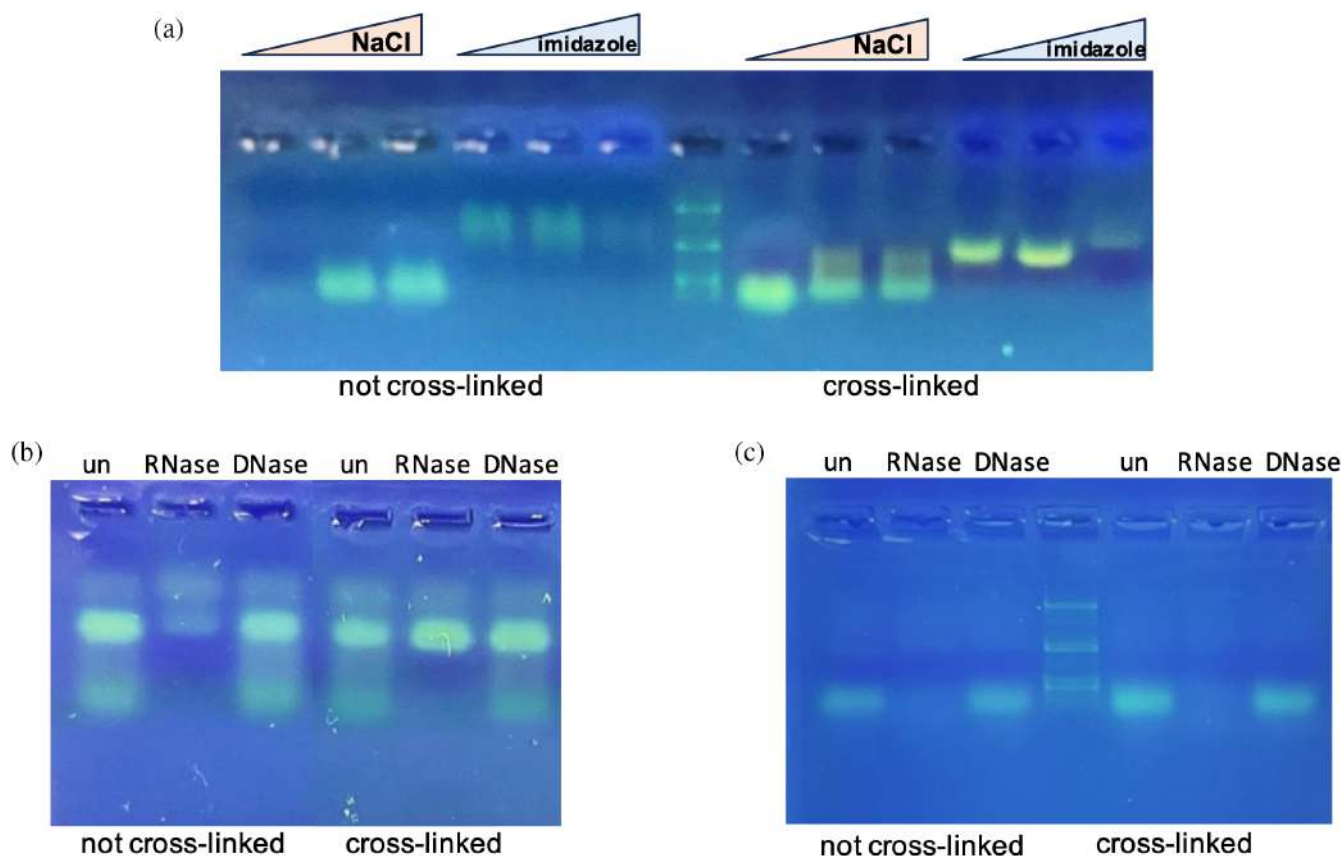 (a)
NaCl imidazole NaCl imidazole
not cross-linked cross-linked
(b)
un RNase DNase un RNase DNase
not cross-linked cross-linked
(c)
un RNase DNase un RNase DNase
not cross-linked cross-linked